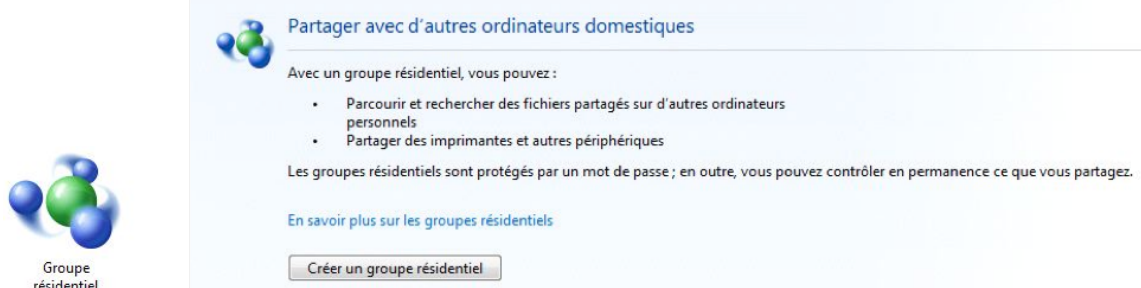 Partager avec d'autres ordinateurs domestiques
Avec un groupe résidentiel, vous pouvez :
• Parcourir et rechercher des fichiers partagés sur d'autres ordinateurs
personnels
• Partager des imprimantes et autres périphériques
Les groupes résidentiels sont protégés par un mot de passe ; en outre, vous pouvez contrôler en permanence ce que vous partagez.
En savoir plus sur les groupes résidentiels
Créer un groupe résidentiel
Groupe
résidentiel